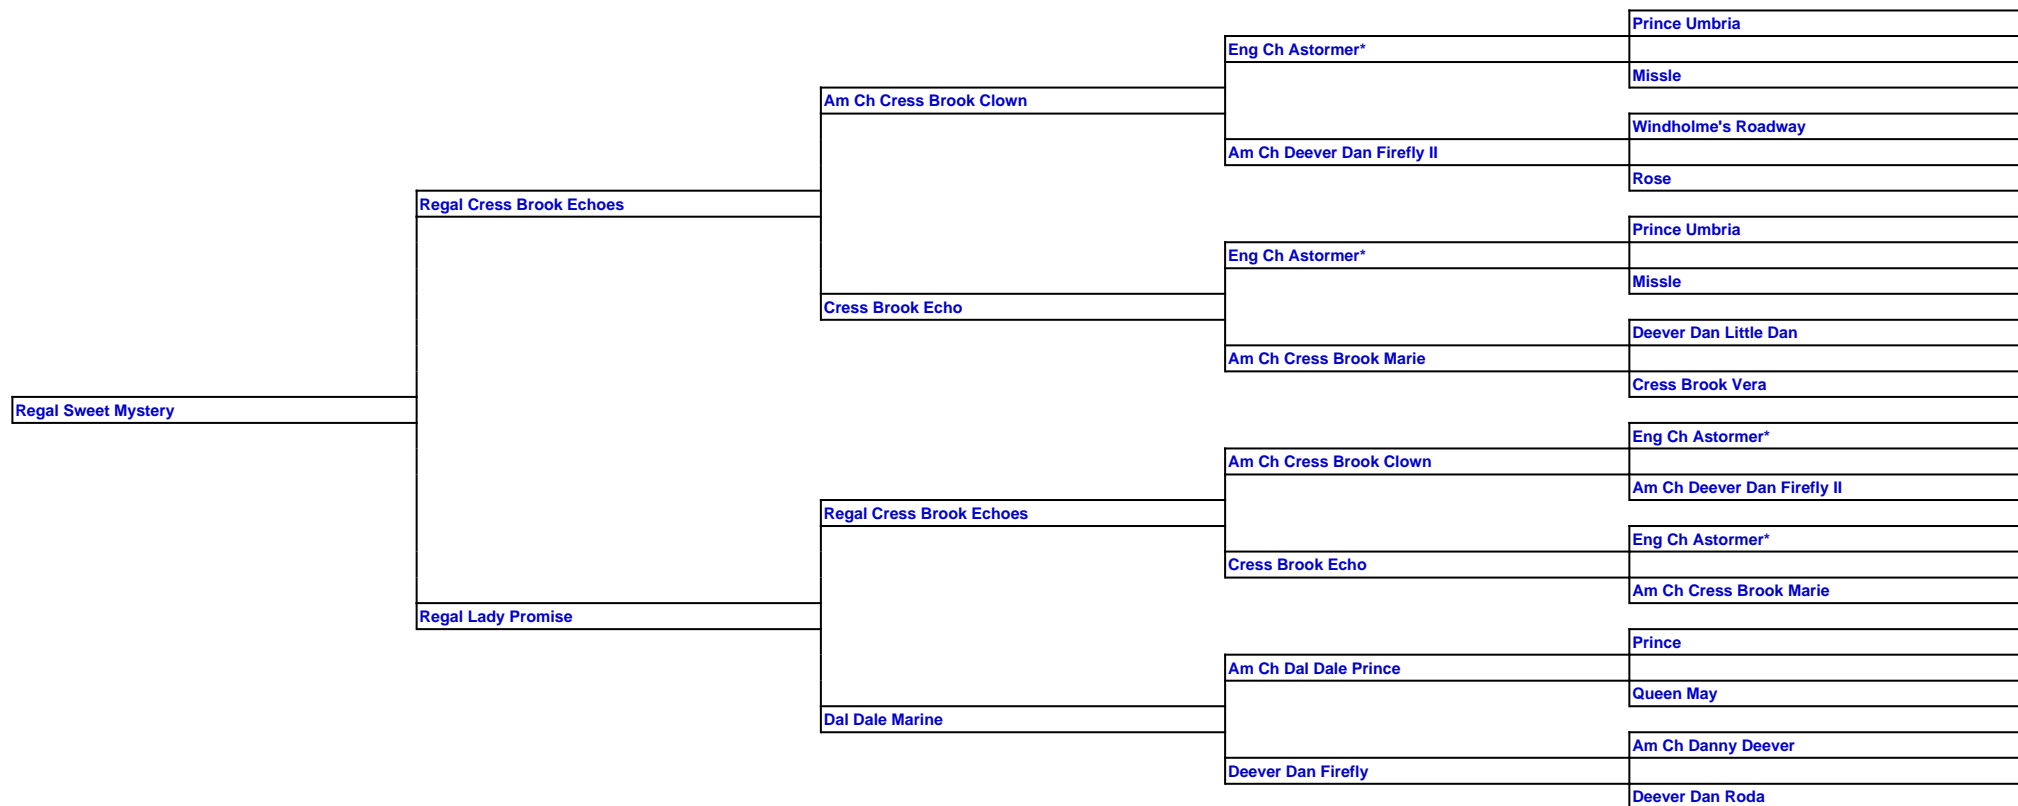 Prince Umbria
Eng Ch Astormer*
Missle
Am Ch Cress Brook Clown
Windholme's Roadway
Am Ch Deever Dan Firefly II
Rose
Regal Cress Brook Echoes
Prince Umbria
Eng Ch Astormer*
Missle
Cress Brook Echo
Deever Dan Little Dan
Am Ch Cress Brook Marie
Cress Brook Vera
Regal Sweet Mystery
Eng Ch Astormer*
Am Ch Cress Brook Clown
Am Ch Deever Dan Firefly II
Regal Cress Brook Echoes
Eng Ch Astormer*
Cress Brook Echo
Am Ch Cress Brook Marie
Regal Lady Promise
Prince
Am Ch Dal Dale Prince
Queen May
Dal Dale Marine
Am Ch Danny Deever
Deever Dan Firefly
Deever Dan Roda